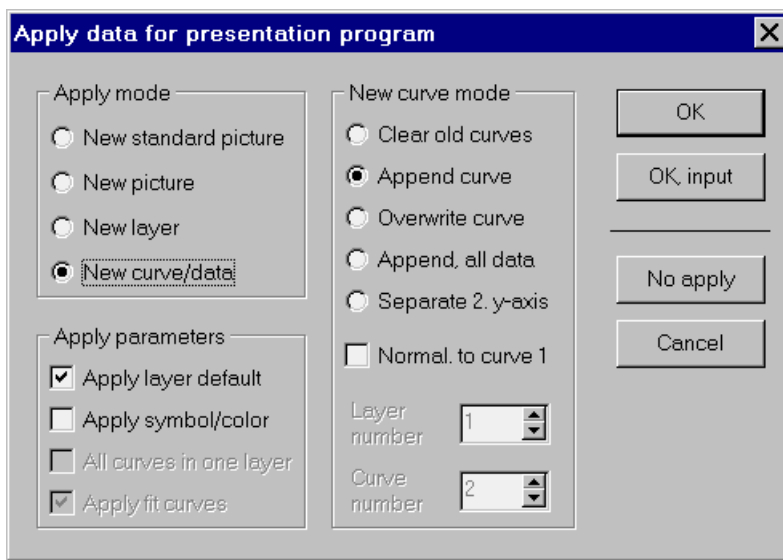 Apply data for presentation program
Apply mode
New standard picture
New picture
New layer
New curve/data
Apply parameters
Apply layer default
Apply symbol/color
All curves in one layer
Apply fit curves
New curve mode
Clear old curves
Append curve
Overwrite curve
Append, all data
Separate 2. y-axis
Normal. to curve 1
Layer
number
1
Curve
number
2
OK
OK, input
No apply
Cancel